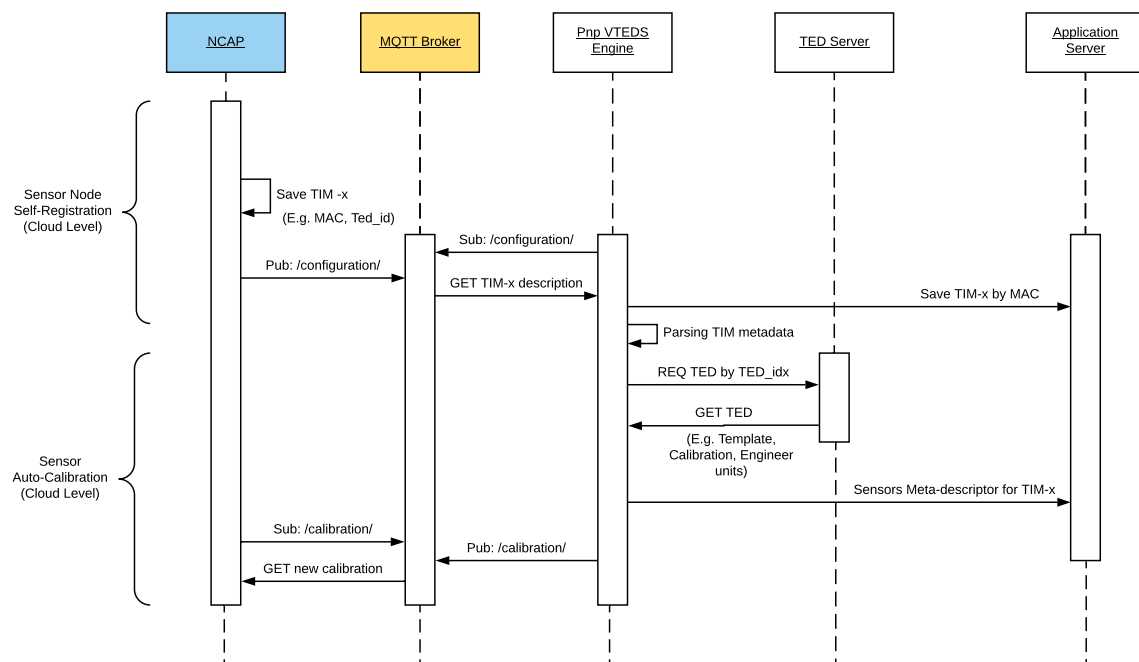 NCAP
MQTT Broker
Pnp VTEDS
Engine
TED Server
Application
Server
Sensor Node
Self-Registration
(Cloud Level)
Save TIM -x
(E.g. MAC, Ted_id)
Sub: /configuration/
Pub: /configuration/
GET TIM-x description
Save TIM-x by MAC
Parsing TIM metadata
REQ TED by TED_idx
GET TED
(E.g. Template,
Calibration, Engineer
units)
Sensor
Auto-Calibration
(Cloud Level)
Sensors Meta-descriptor for TIM-x
Sub: /calibration/
Pub: /calibration/
GET new calibration